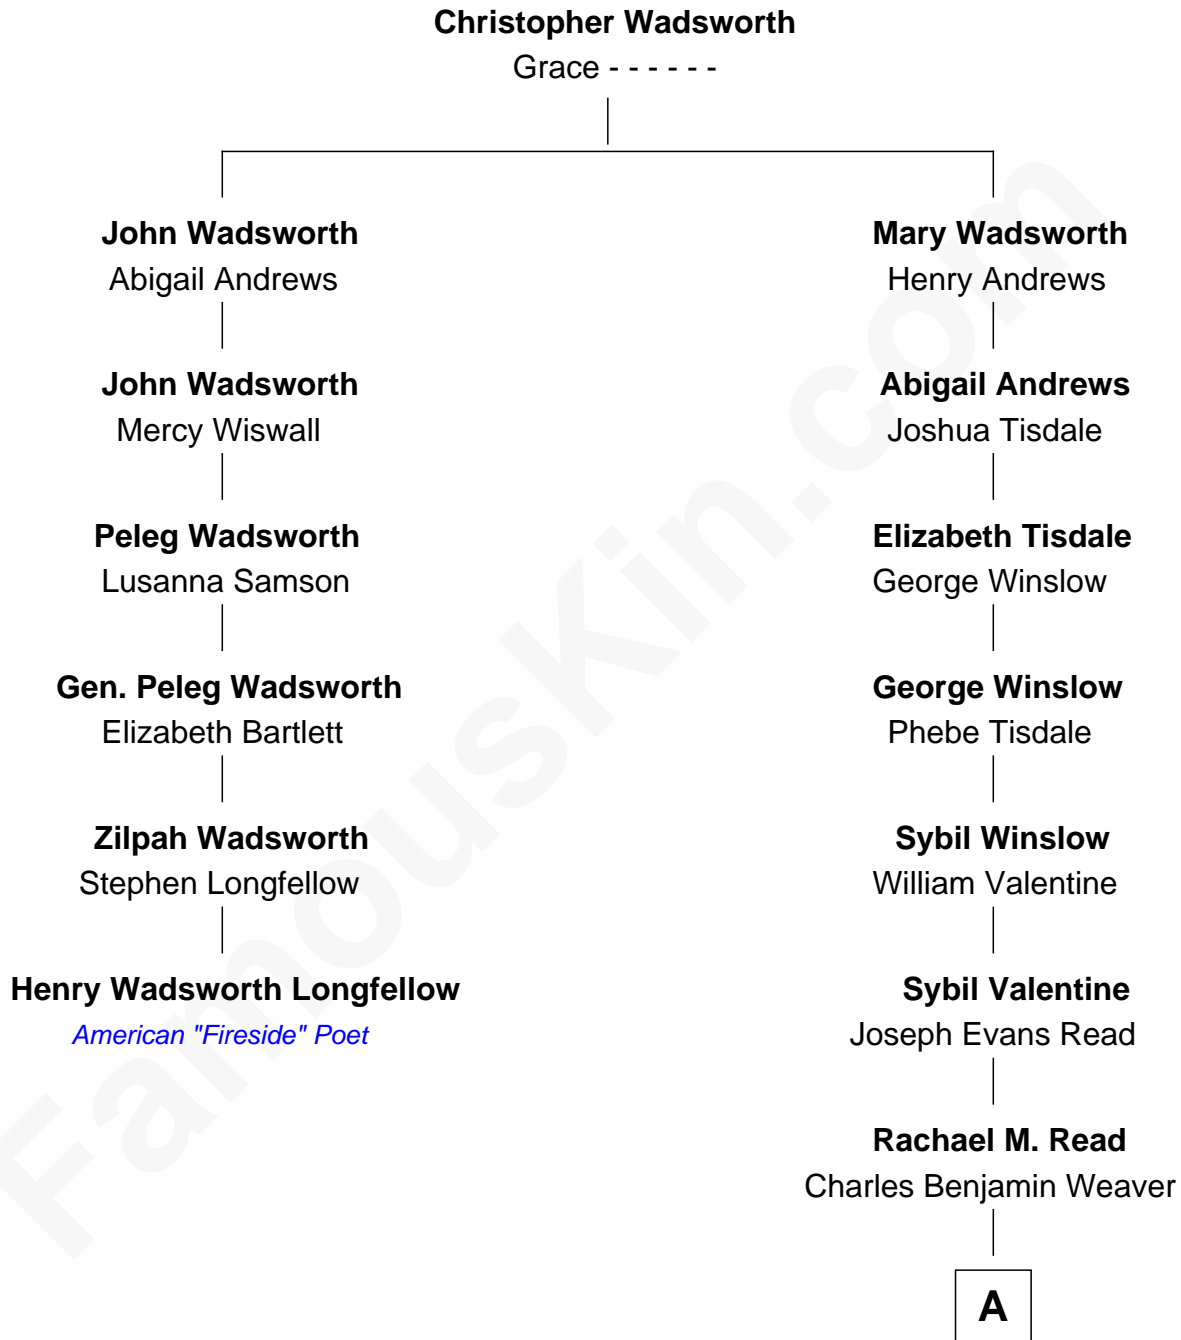 Christopher Wadsworth
Grace - - - - - -
John Wadsworth
Abigail Andrews
Mary Wadsworth
Henry Andrews
John Wadsworth
Mercy Wiswall
Abigail Andrews
Joshua Tisdale
Peleg Wadsworth
Lusanna Samson
Elizabeth Tisdale
George Winslow
Gen. Peleg Wadsworth
Elizabeth Bartlett
George Winslow
Phebe Tisdale
Zilpah Wadsworth
Stephen Longfellow
Sybil Winslow
William Valentine
Henry Wadsworth Longfellow
American "Fireside" Poet
Sybil Valentine
Joseph Evans Read
Rachael M. Read
Charles Benjamin Weaver
A
FamousKin.com